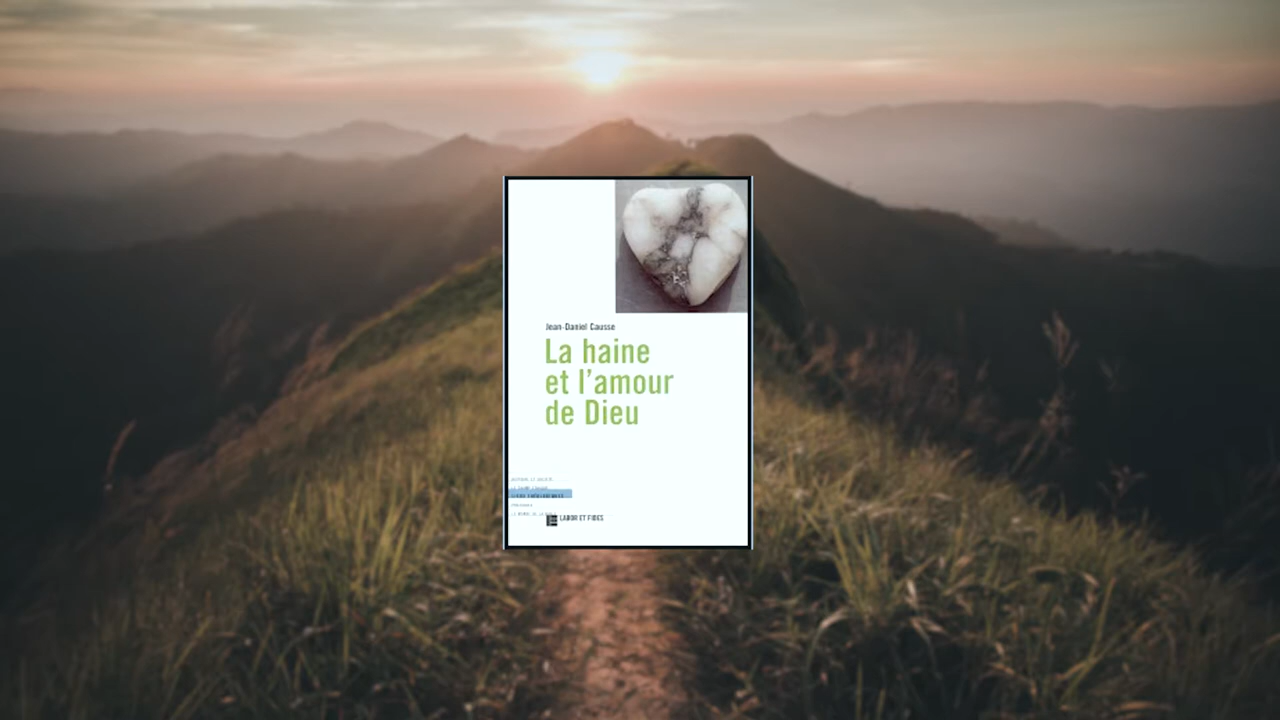 Jean-Daniel Causse
La haine
et l'amour
de Dieu
LABOR ET FIDES